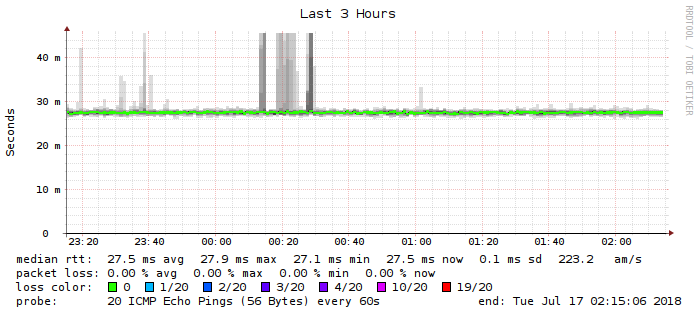 Last 3 Hours
RRDTOOL / TOBI OETIKER
Seconds
40 m
30 m
20 m
10 m
0
23:20 23:40 00:00 00:20 00:40 01:00 01:20 01:40 02:00
median rtt: 27.5 ms avg 27.9 ms max 27.1 ms min 27.5 ms now 0.1 ms sd 223.2 am/s
packet loss: 0.00 % avg 0.00 % max 0.00 % min 0.00 % now
loss color: 0 1/20 2/20 3/20 4/20 10/20 19/20
probe: 20 ICMP Echo Pings (56 Bytes) every 60s end: Tue Jul 17 02:15:06 2018